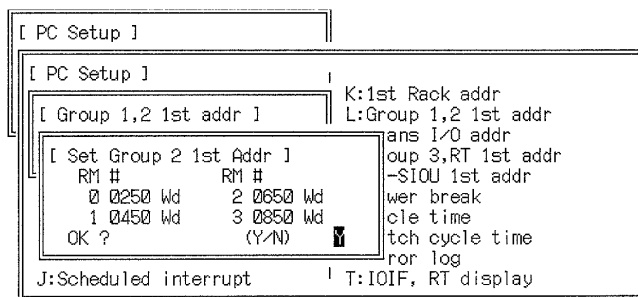 [ PC Setup ]
[ PC Setup ]
K:1st Rack addr
[ Group 1,2 1st addr ]
L:Group 1,2 1st addr
ans I/O addr
[ Set Group 2 1st Addr ]
oup 3,RT 1st addr
RM # RM #
-SIOU 1st addr
0 0250 Wd 2 0650 Wd
wer break
1 0450 Wd 3 0850 Wd
cle time
OK ? (Y/N) Y
tch cycle time
ror log
J:Scheduled interrupt
T:IOIF, RT display